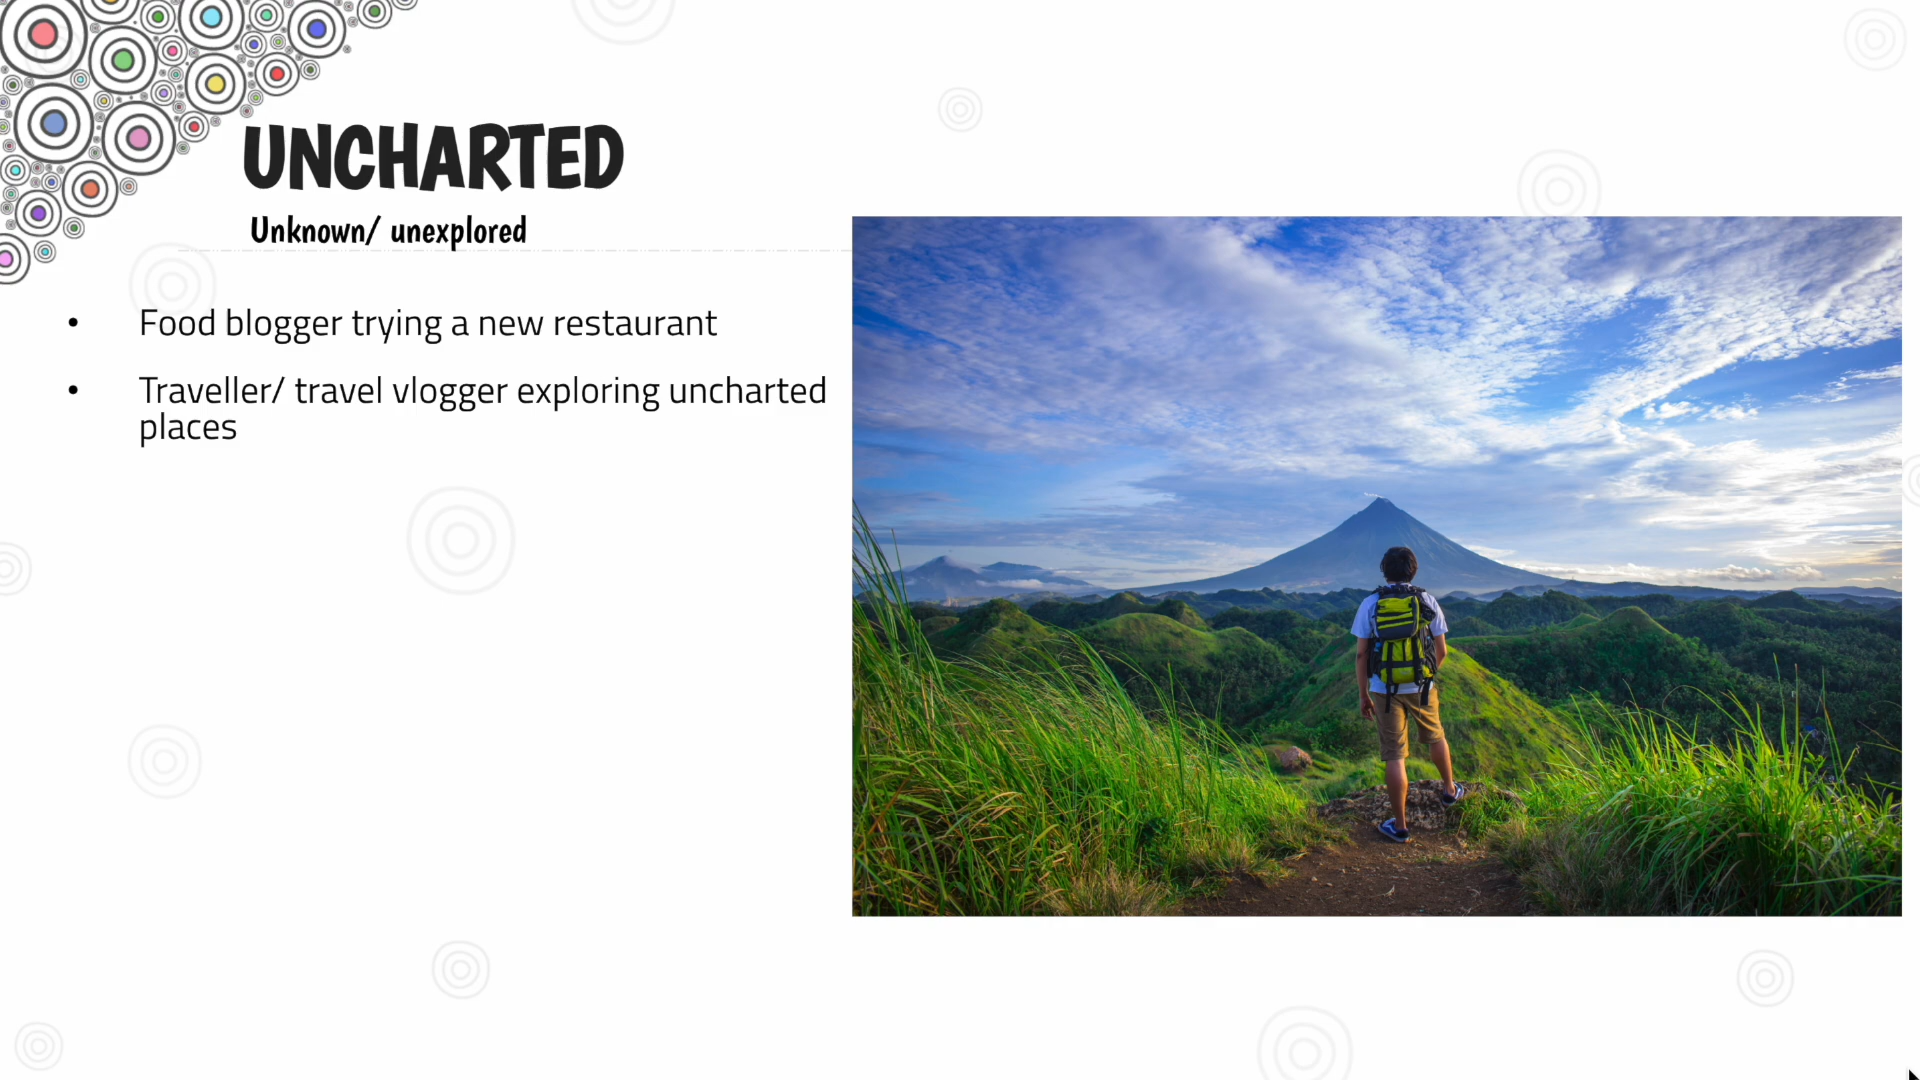 UNCHARTED
Unknown/ unexplored
• Food blogger trying a new restaurant
• Traveller/ travel vlogger exploring uncharted
places